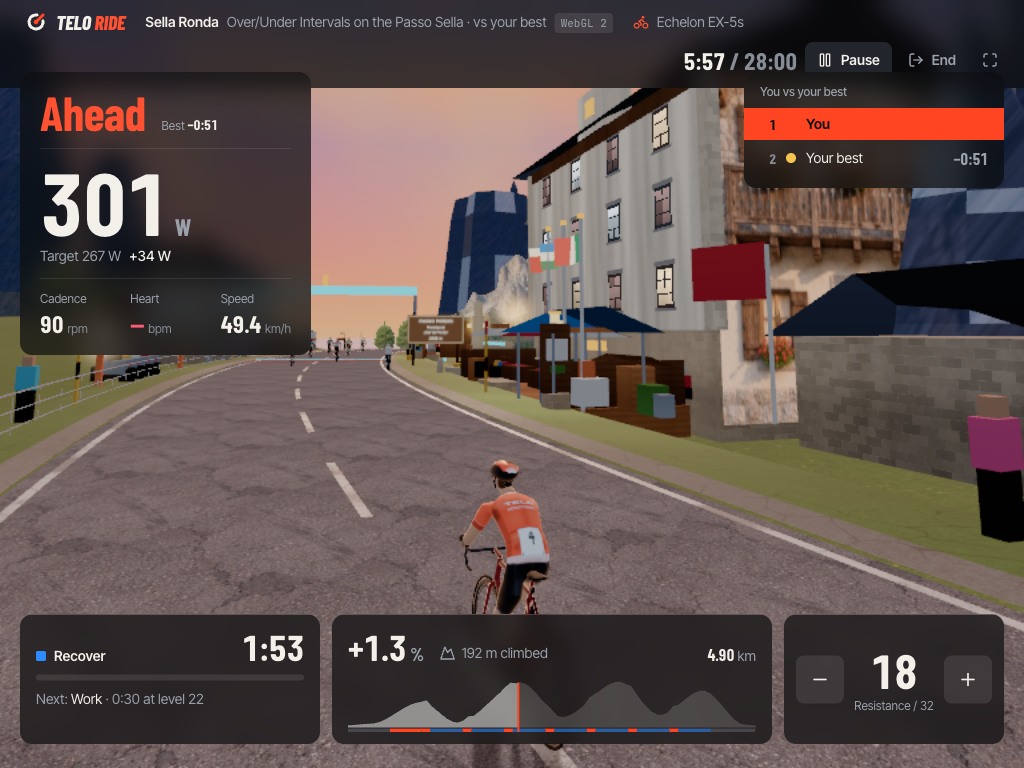 TELO RIDE Sella Ronda Over/Under Intervals on the Passo Sella · vs your best WebGL 2 Echelon EX-5s
5:57 / 28:00 Pause End
Ahead Best −0:51
301 W
Target 267 W +34 W
Cadence Heart Speed
90 rpm — bpm 49.4 km/h
You vs your best
1 You
2 Your best −0:51
TELO
4
Recover 1:53
Next: Work · 0:30 at level 22
+1.3 % 192 m climbed 4.90 km
− 18 +
Resistance / 32